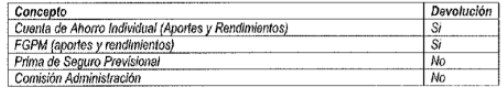 Concepto Devolución
Cuenta de Ahorro Individual (Aportes y Rendimientos) Si
FGPM (aportes y rendimientos) Si
Prima de Seguro Previsional No
Comisión Administración No